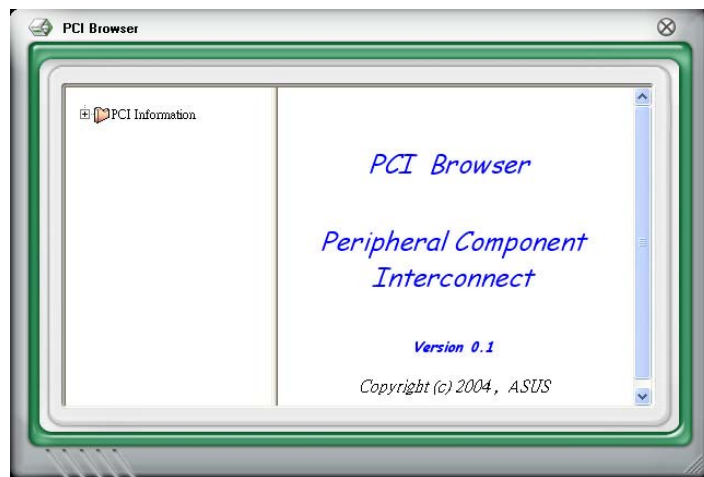 PCI Browser
PCI Information
PCI Browser
Peripheral Component
Interconnect
Version 0.1
Copyright (c) 2004, ASUS